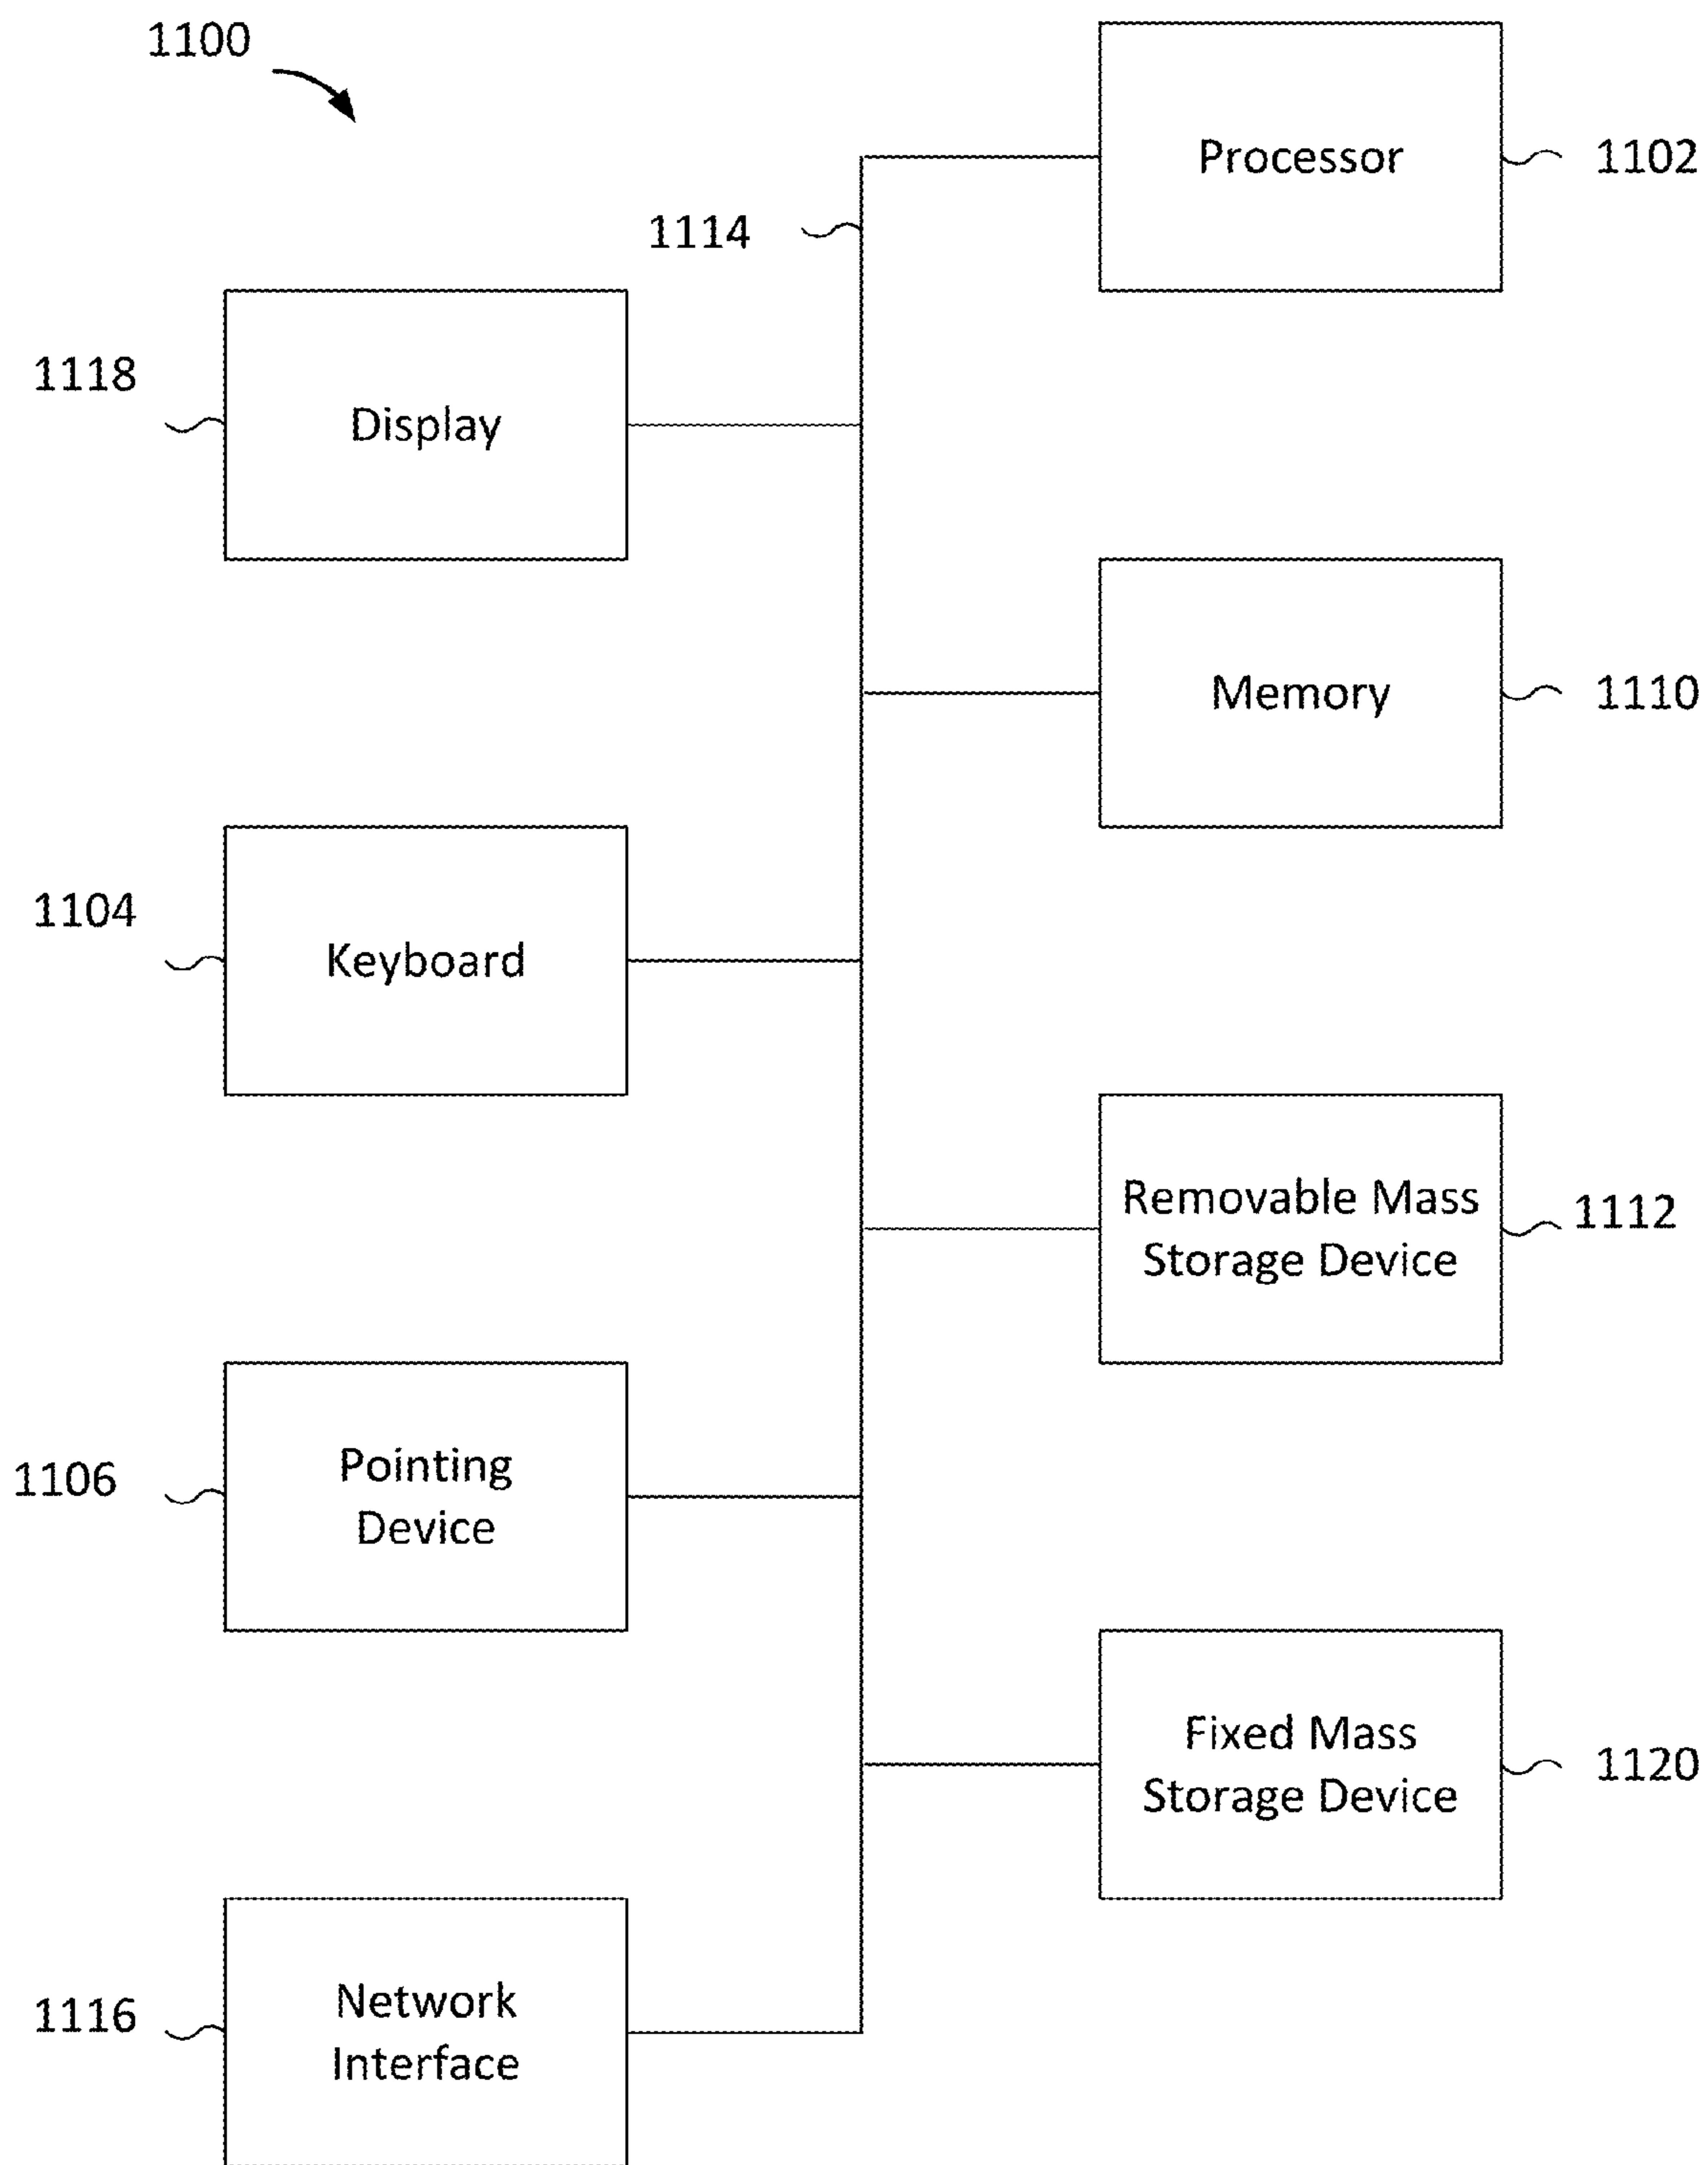 1100
Processor
1102
1114
1118
Display
Memory
1110
1104
Keyboard
Removable Mass
Storage Device
1112
1106
Pointing
Device
Fixed Mass
Storage Device
1120
1116
Network
Interface